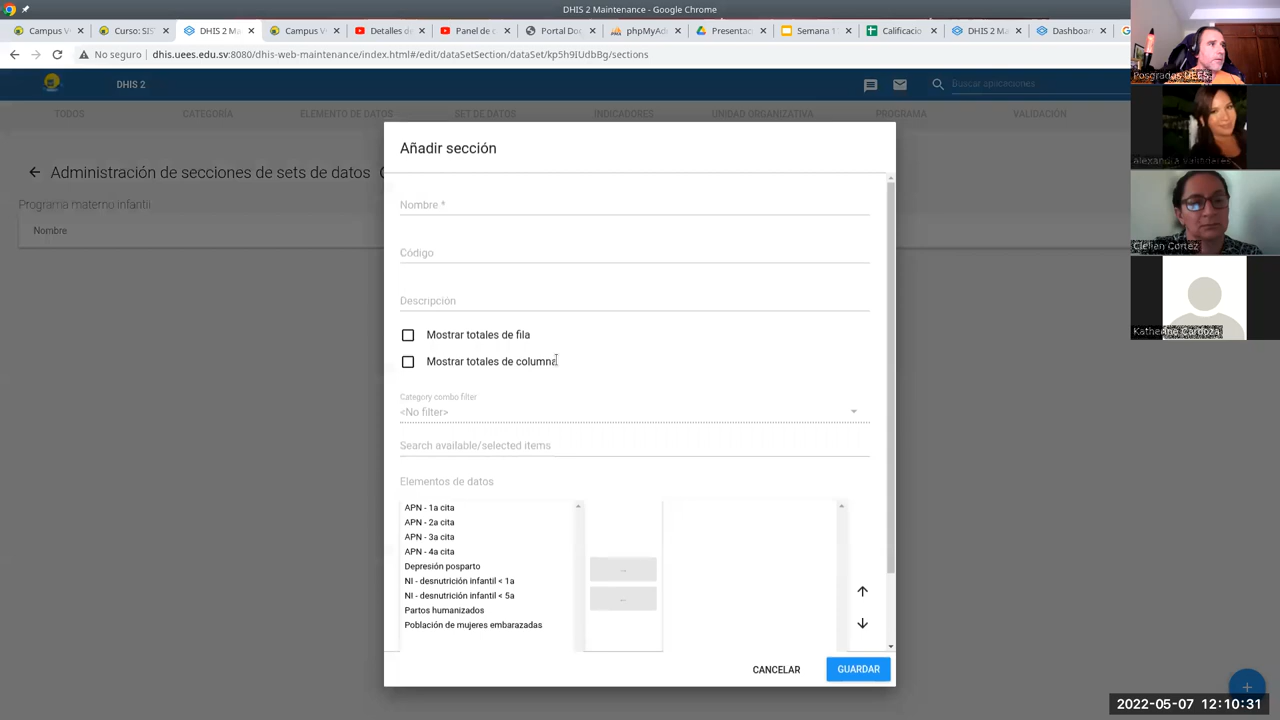 DHIS 2 Maintenance - Google Chrome
Campus V
Curso: SIS
DHIS 2 M
Campus V
Detalles d
Panel de c
Portal Do
phpMyAd
Presentac
Semana 1
Calificacio
DHIS 2 Ma
Dashboar
No seguro
dhis.uees.edu.sv:8080/dhis-web-maintenance/index.html#/edit/dataSetSection/dataSet/kp5h9IUdbBg/sections
DHIS 2
Buscar aplicaciones
TODOS
CATEGORÍA
ELEMENTO DE DATOS
SET DE DATOS
INDICADORES
UNIDAD ORGANIZATIVA
PROGRAMA
VALIDACIÓN
Administración de secciones de sets de datos
Programa materno infantil
Nombre
Añadir sección
Nombre *
Código
Descripción
Mostrar totales de fila
Mostrar totales de columna
Category combo filter
<No filter>
Search available/selected items
Elementos de datos
APN - 1a cita
APN - 2a cita
APN - 3a cita
APN - 4a cita
Depresión posparto
NI - desnutrición infantil < 1a
NI - desnutrición infantil < 5a
Partos humanizados
Población de mujeres embarazadas
CANCELAR
GUARDAR
Posgrados UEES
Clelian Cortez
Katherine Cardoza
2022-05-07 12:10:31